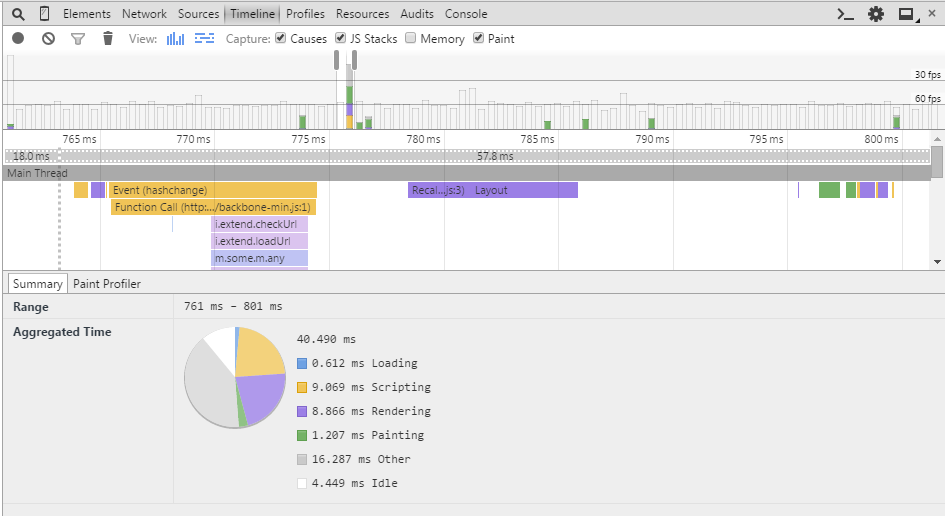 Elements Network Sources Timeline Profiles Resources Audits Console
View: Capture: Causes JS Stacks Memory Paint
30 fps
60 fps
765 ms 770 ms 775 ms 780 ms 785 ms 790 ms 795 ms 800 ms
18.0 ms 57.8 ms
Main Thread
Event (hashchange) Recal...js:3) Layout
Function Call (http:.../backbone-min.js:1)
i.extend.checkUrl
i.extend.loadUrl
m.some.m.any
Summary Paint Profiler
Range 761 ms – 801 ms
Aggregated Time
40.490 ms
0.612 ms Loading
9.069 ms Scripting
8.866 ms Rendering
1.207 ms Painting
16.287 ms Other
4.449 ms Idle